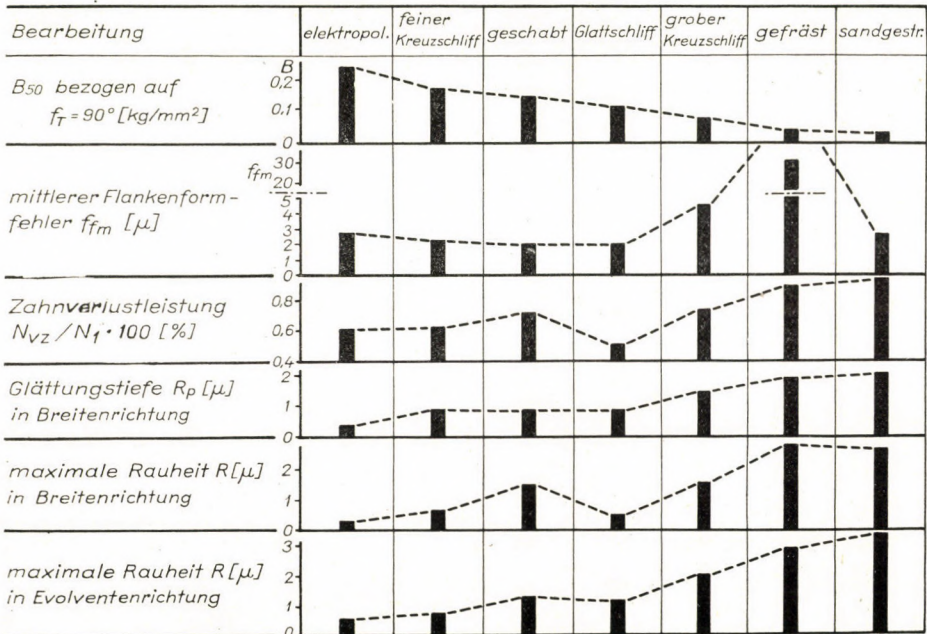 Bearbeitung
elektropol.
feiner
Kreuzschliff
geschabt
Glattschliff
grober
Kreuzschliff
gefräst
sandgestr.
B50 bezogen auf
fT = 90° [kg/mm²]
B
0,2
0,1
0
mittlerer Flankenform-
fehler ffm [μ]
ffm
30
20
5
4
3
2
1
0
Zahnverlustleistung
NVZ / N1 · 100 [%]
0,8
0,6
0,4
Glättungstiefe Rp [μ]
in Breitenrichtung
2
1
0
maximale Rauheit R [μ]
in Breitenrichtung
2
1
0
maximale Rauheit R [μ]
in Evolventenrichtung
3
2
1
0